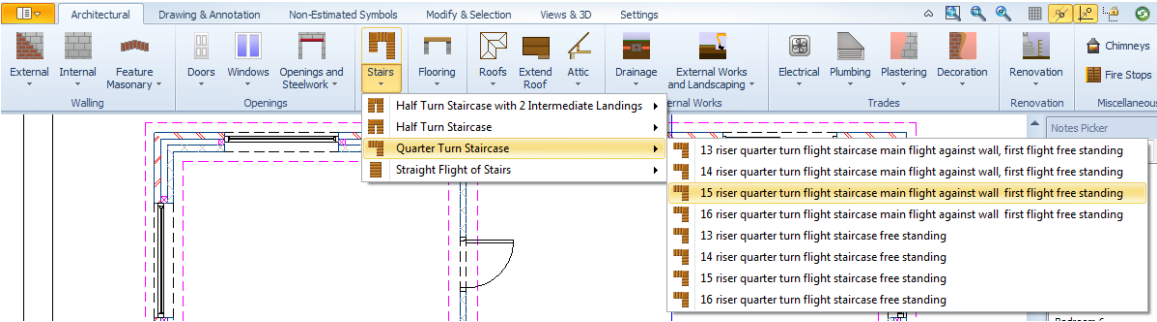 Architectural Drawing & Annotation Non-Estimated Symbols Modify & Selection Views & 3D Settings
External Internal Feature Masonry Doors Windows Openings and Steelwork Stairs Flooring Roofs Extend Roof Attic Drainage External Works and Landscaping Electrical Plumbing Plastering Decoration Renovation Chimneys
Fire Stops
Walling Openings ernal Works Trades Renovation Miscellaneous
Half Turn Staircase with 2 Intermediate Landings
Half Turn Staircase
Quarter Turn Staircase
Straight Flight of Stairs
Notes Picker
13 riser quarter turn flight staircase main flight against wall, first flight free standing
14 riser quarter turn flight staircase main flight against wall, first flight free standing
15 riser quarter turn flight staircase main flight against wall first flight free standing
16 riser quarter turn flight staircase main flight against wall first flight free standing
13 riser quarter turn flight staircase free standing
14 riser quarter turn flight staircase free standing
15 riser quarter turn flight staircase free standing
16 riser quarter turn flight staircase free standing